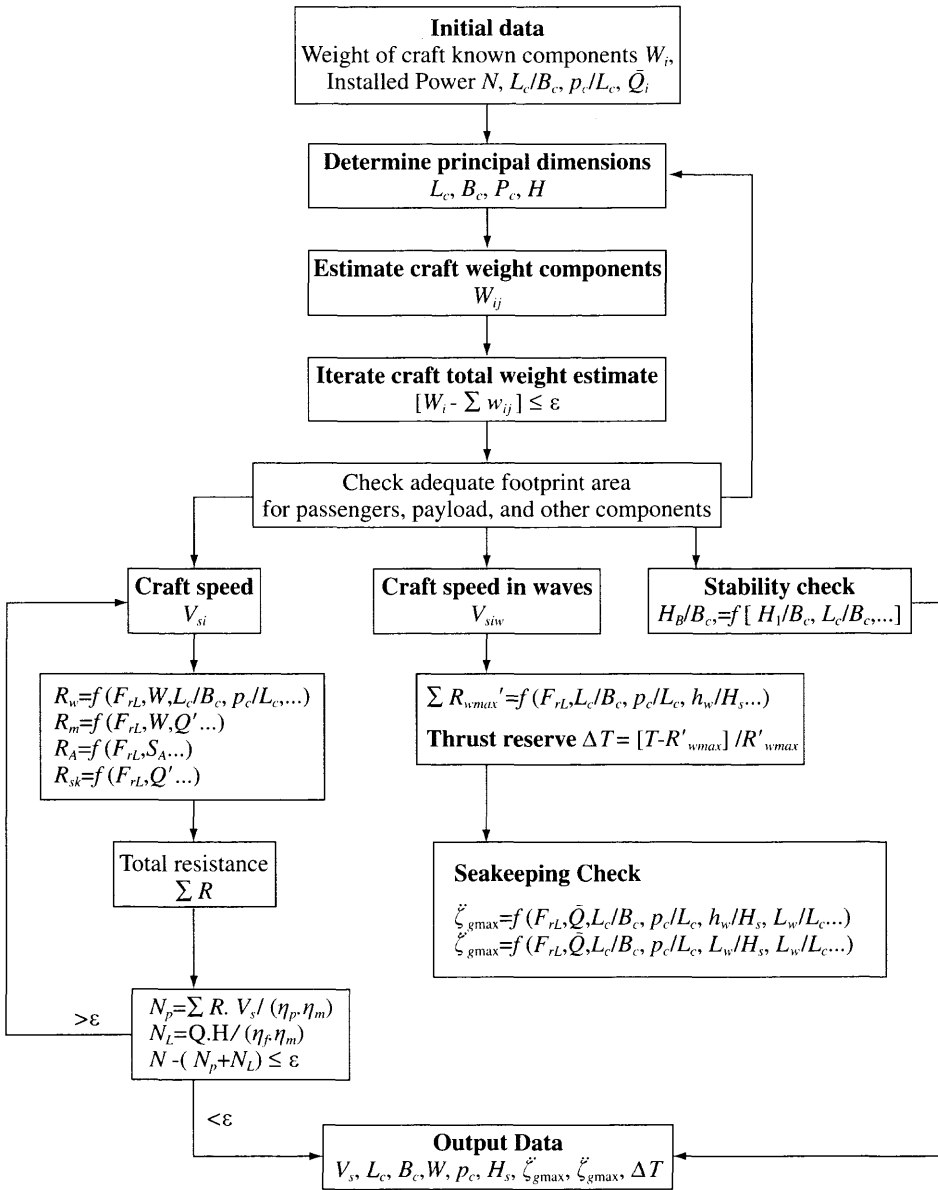 Initial data
Weight of craft known components W_i,
Installed Power N, L_c/B_c, p_c/L_c, Q̄_i
Determine principal dimensions
L_c, B_c, P_c, H
Estimate craft weight components
W_ij
Iterate craft total weight estimate
[W_i - ∑ w_ij] ≤ ε
Check adequate footprint area
for passengers, payload, and other components
Craft speed
V_si
Craft speed in waves
V_siw
Stability check
H_B/B_c,=f [ H_1/B_c, L_c/B_c,...]
R_w=f (F_rL,W,L_c/B_c, p_c/L_c,...)
R_m=f (F_rL,W,Q'...)
R_A=f (F_rL,S_A...)
R_sk=f (F_rL,Q'...)
∑ R_wmax'=f (F_rL,L_c/B_c, p_c/L_c, h_w/H_s...)
Thrust reserve ΔT = [T-R'_wmax] /R'_wmax
Total resistance
∑ R
Seakeeping Check
ζ̈_gmax=f (F_rL,Q̄,L_c/B_c, p_c/L_c, h_w/H_s, L_w/L_c...)
ζ̈_gmax=f (F_rL,Q̄,L_c/B_c, p_c/L_c, L_w/H_s, L_w/L_c...)
>ε
N_p=∑ R. V_s/ (η_p.η_m)
N_L=Q.H/ (η_f.η_m)
N -( N_p+N_L) ≤ ε
<ε
Output Data
V_s, L_c, B_c,W, p_c, H_s, ζ̈_gmax, ζ̈_gmax, ΔT